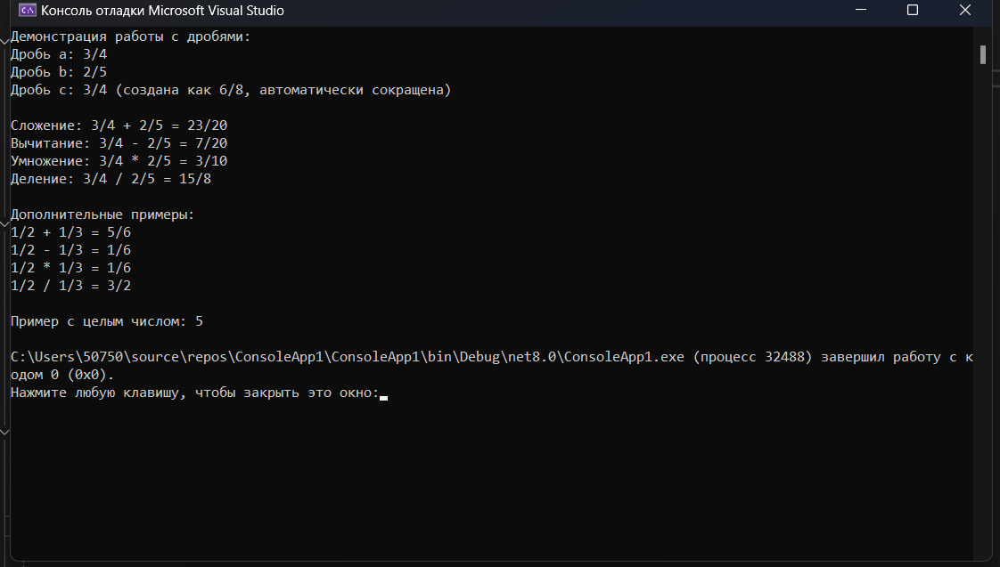 Консоль отладки Microsoft Visual Studio
Демонстрация работы с дробями:
Дробь a: 3/4
Дробь b: 2/5
Дробь c: 3/4 (создана как 6/8, автоматически сокращена)
Сложение: 3/4 + 2/5 = 23/20
Вычитание: 3/4 - 2/5 = 7/20
Умножение: 3/4 * 2/5 = 3/10
Деление: 3/4 / 2/5 = 15/8
Дополнительные примеры:
1/2 + 1/3 = 5/6
1/2 - 1/3 = 1/6
1/2 * 1/3 = 1/6
1/2 / 1/3 = 3/2
Пример с целым числом: 5
C:\Users\50750\source\repos\ConsoleApp1\ConsoleApp1\bin\Debug\net8.0\ConsoleApp1.exe (процесс 32488) завершил работу с к
одом 0 (0x0).
Нажмите любую клавишу, чтобы закрыть это окно: